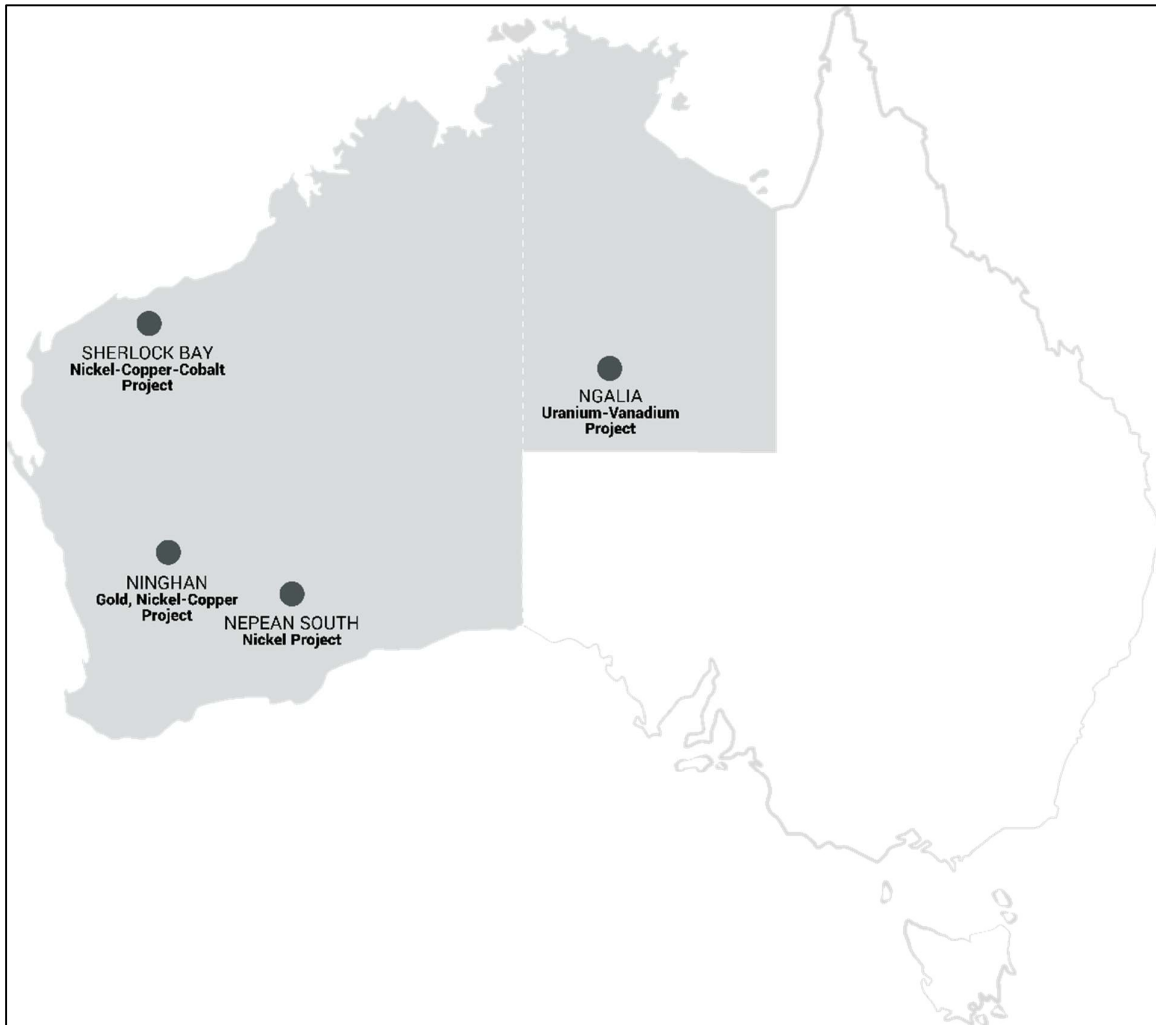 SHERLOCK BAY
Nickel-Copper-Cobalt
Project
NGALIA
Uranium-Vanadium
Project
NINGHAN
Gold, Nickel-Copper
Project
NEPEAN SOUTH
Nickel Project